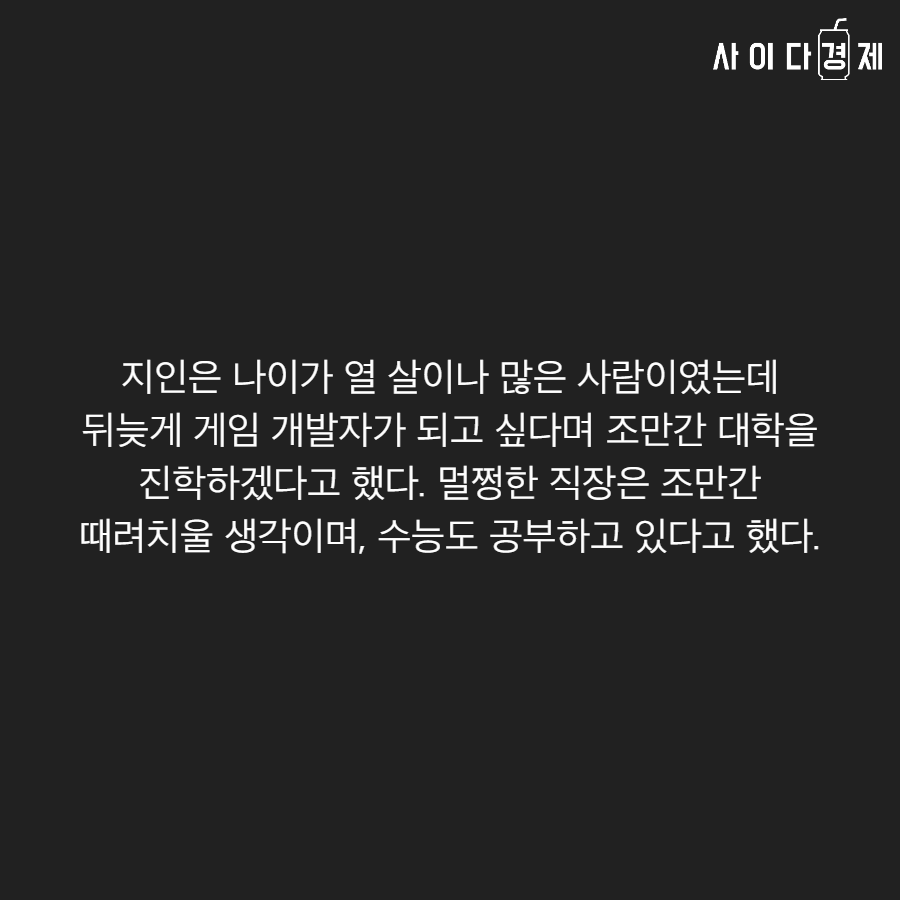 사이다경제
지인은 나이가 열 살이나 많은 사람이였는데
뒤늦게 게임 개발자가 되고 싶다며 조만간 대학을
진학하겠다고 했다. 멀쩡한 직장은 조만간
때려치울 생각이며, 수능도 공부하고 있다고 했다.